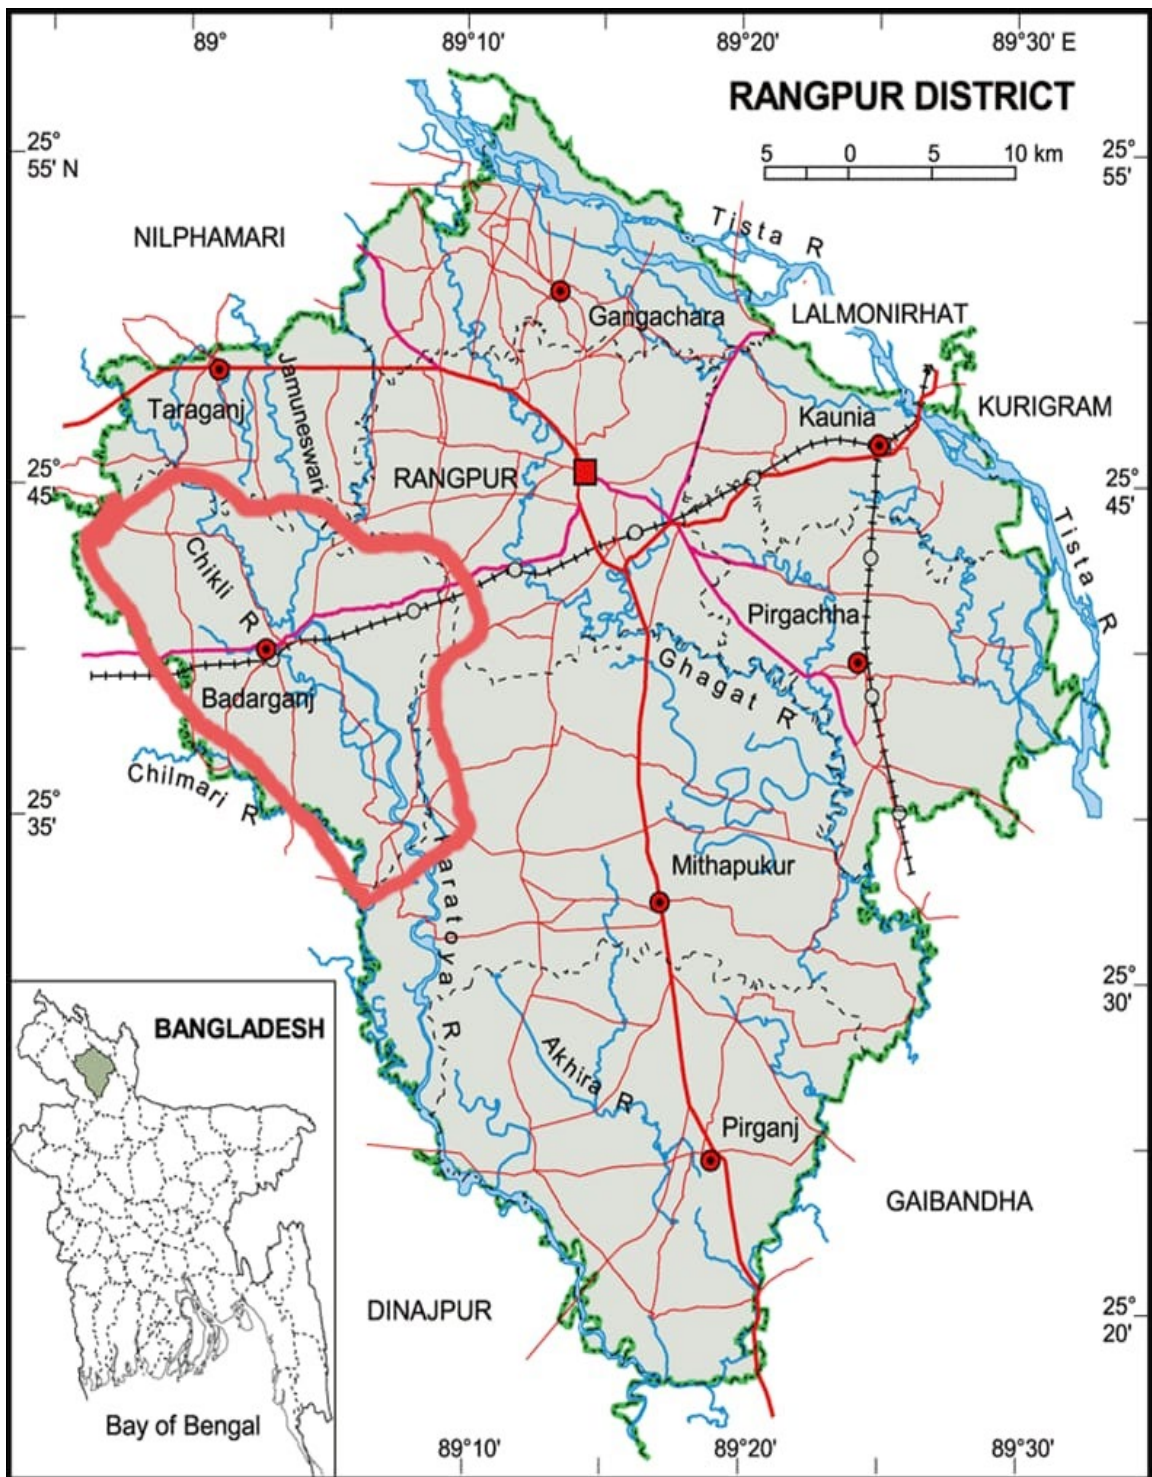 89° 89°10' 89°20' 89°30' E
RANGPUR DISTRICT
5 0 5 10 km
25°
55' N
25°
55'
Tista R
NILPHAMARI
LALMONIRHAT
Gangachara
KURIGRAM
Taraganj
Jamuneswari
Kaunia
RANGPUR
25°
45'
25°
45'
Tista R
Chikli R
Pirgachha
Ghagat R
Badarganj
Chilmari R
25°
35'
Mithapukur
Karatoya R
25°
30'
BANGLADESH
Akhira R
Pirganj
GAIBANDHA
DINAJPUR
25°
20'
Bay of Bengal
89°10' 89°20' 89°30'